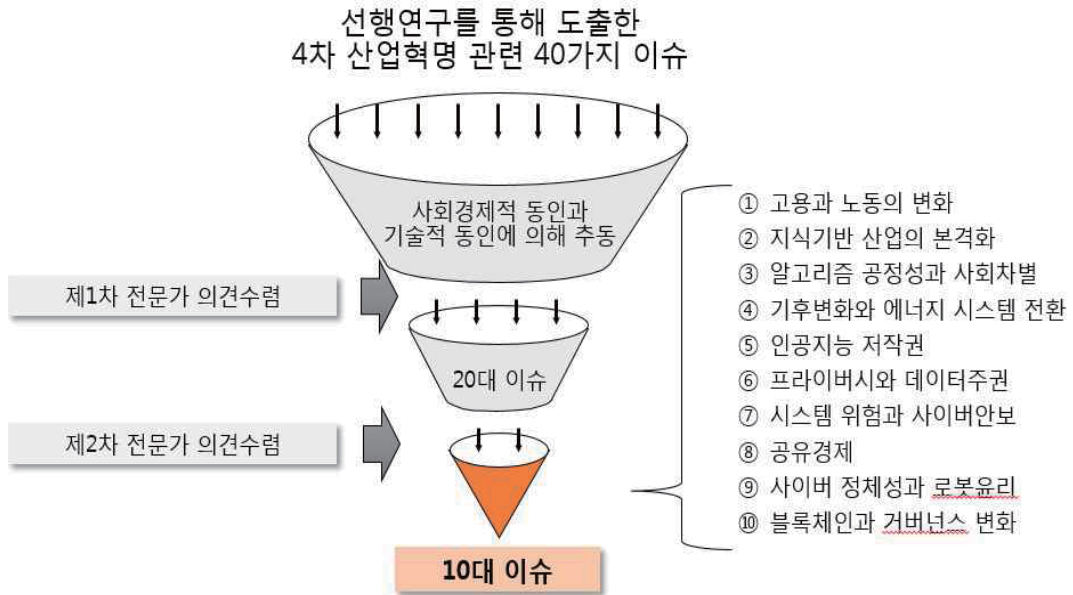 선행연구를 통해 도출한
4차 산업혁명 관련 40가지 이슈
사회경제적 동인과
기술적 동인에 의해 추동
제1차 전문가 의견수렴
20대 이슈
제2차 전문가 의견수렴
10대 이슈
① 고용과 노동의 변화
② 지식기반 산업의 본격화
③ 알고리즘 공정성과 사회차별
④ 기후변화와 에너지 시스템 전환
⑤ 인공지능 저작권
⑥ 프라이버시와 데이터주권
⑦ 시스템 위험과 사이버안보
⑧ 공유경제
⑨ 사이버 정체성과 로봇윤리
⑩ 블록체인과 거버넌스 변화